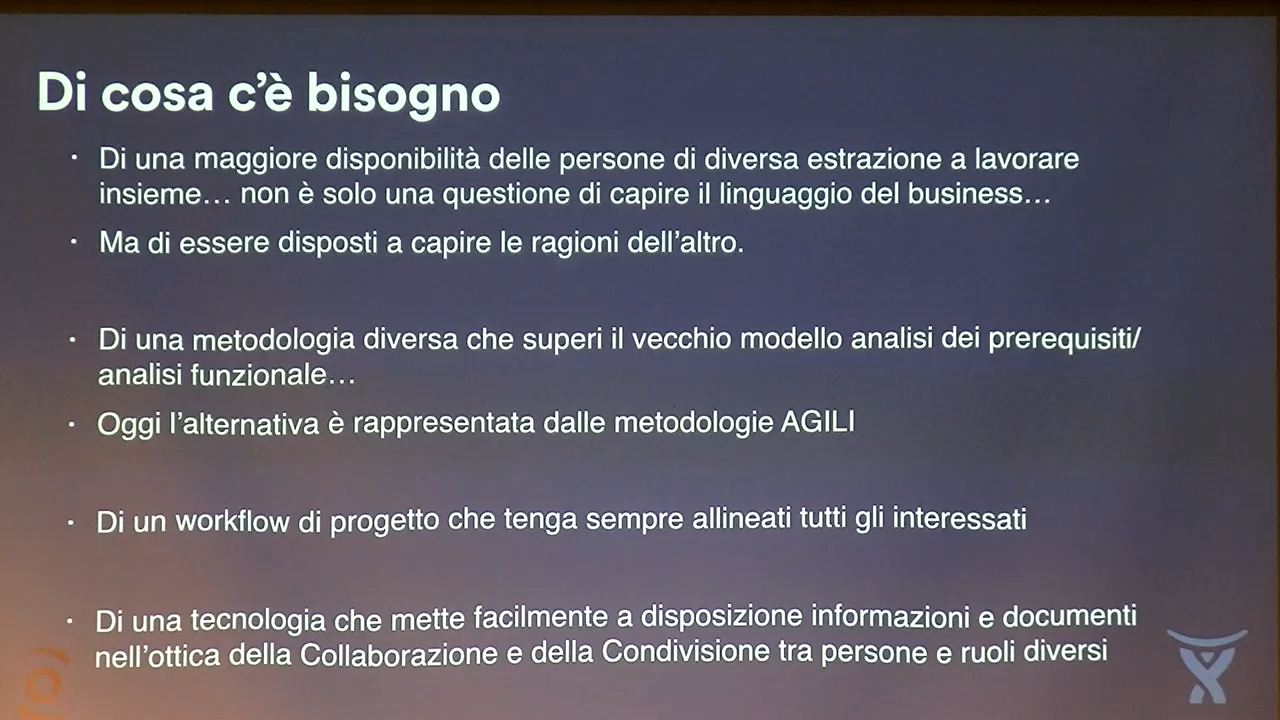 Di cosa c’è bisogno
· Di una maggiore disponibilità delle persone di diversa estrazione a lavorare
insieme… non è solo una questione di capire il linguaggio del business…
· Ma di essere disposti a capire le ragioni dell’altro.
· Di una metodologia diversa che superi il vecchio modello analisi dei prerequisiti/
analisi funzionale…
· Oggi l’alternativa è rappresentata dalle metodologie AGILI
· Di un workflow di progetto che tenga sempre allineati tutti gli interessati
· Di una tecnologia che mette facilmente a disposizione informazioni e documenti
nell’ottica della Collaborazione e della Condivisione tra persone e ruoli diversi